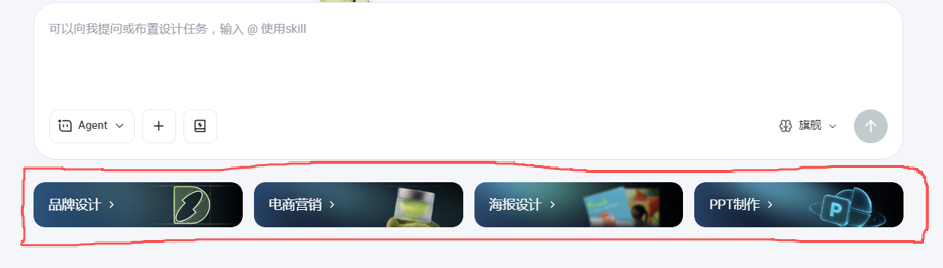 可以向我提问或布置设计任务，输入 @ 使用skill
Agent
旗舰
品牌设计
电商营销
海报设计
PPT制作
P